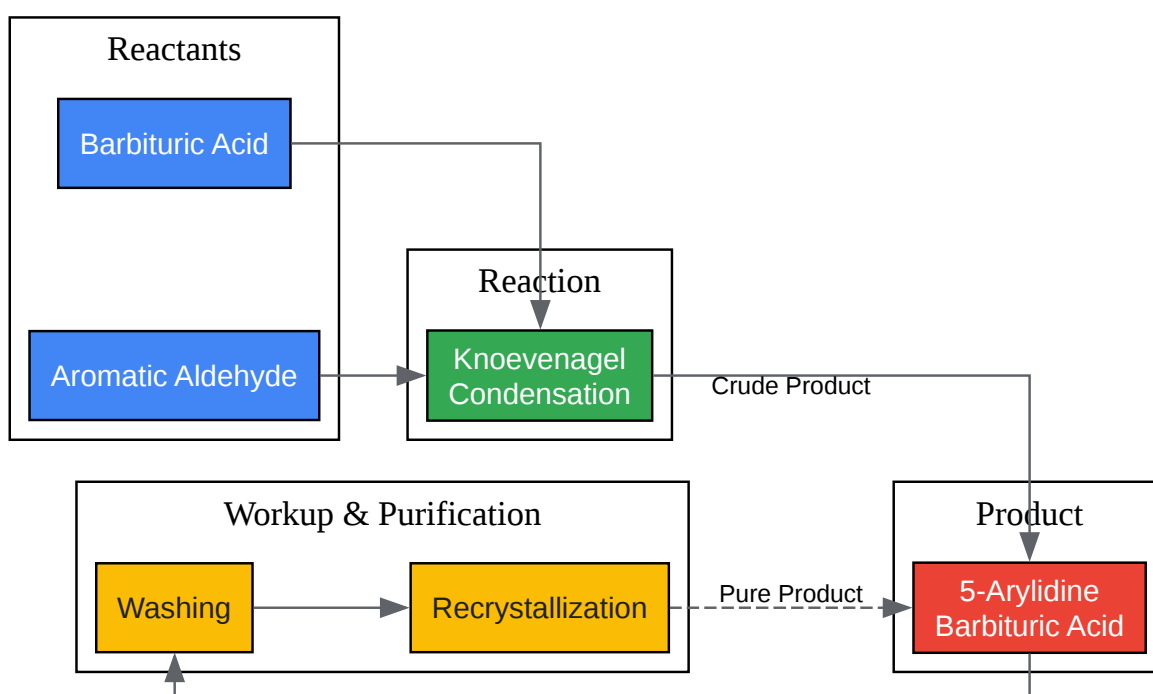 Reactants
Barbituric Acid
Aromatic Aldehyde
Reaction
Knoevenagel
Condensation
Crude Product
Workup & Purification
Washing
Recrystallization
Pure Product
Product
5-Arylidine
Barbituric Acid